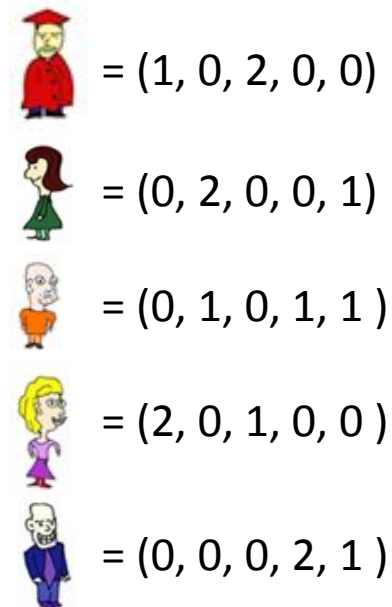 = (1, 0, 2, 0, 0)
= (0, 2, 0, 0, 1)
= (0, 1, 0, 1, 1 )
= (2, 0, 1, 0, 0 )
= (0, 0, 0, 2, 1 )